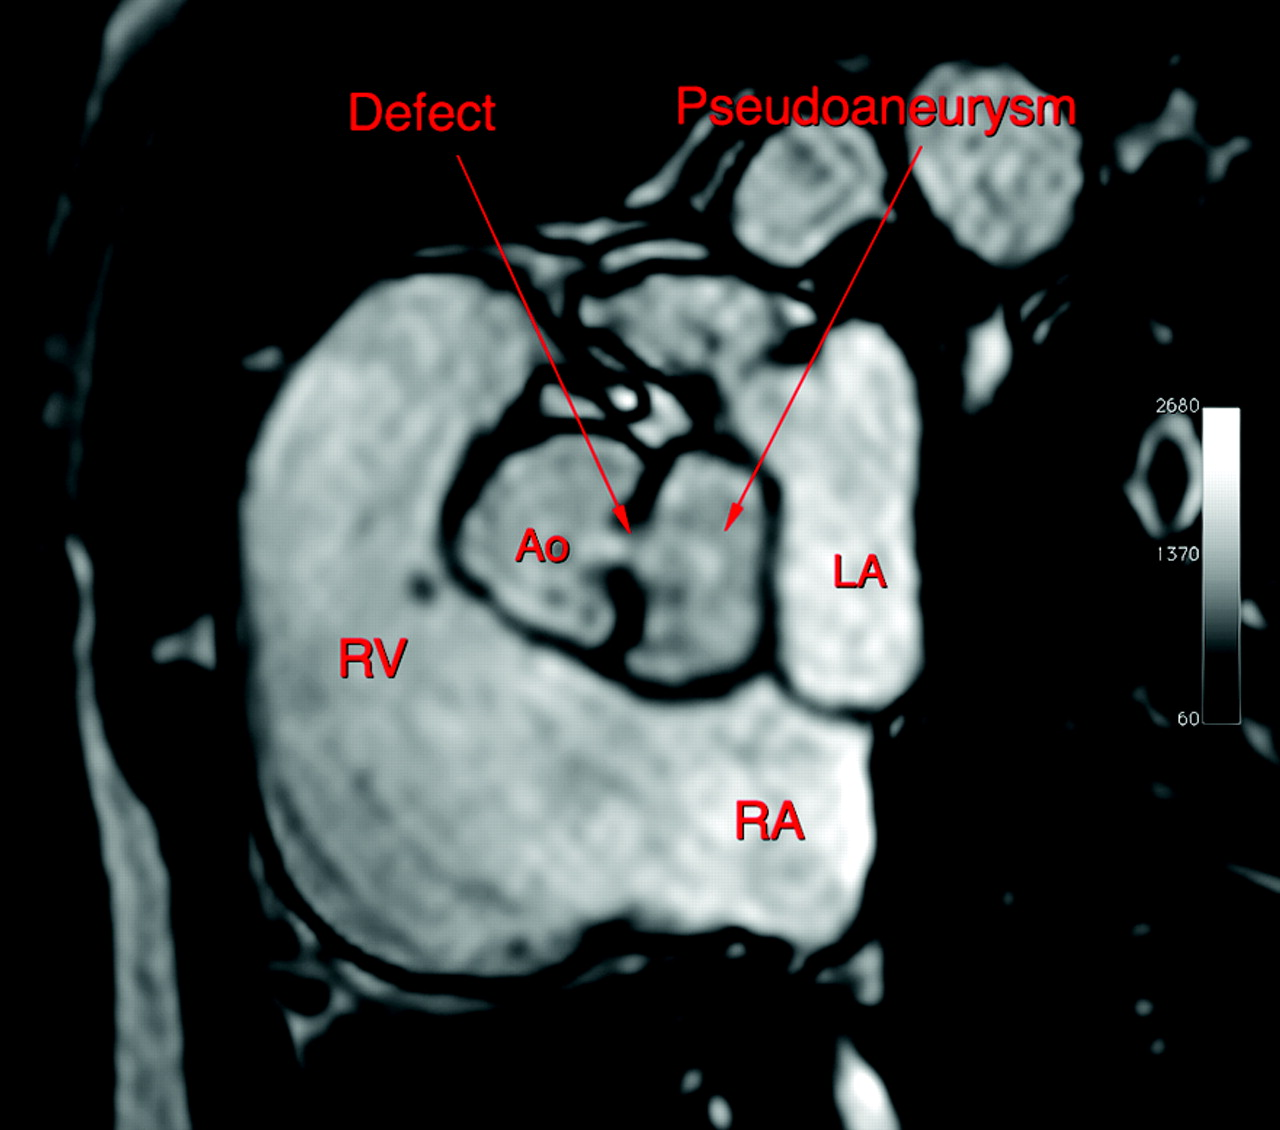 Defect
Pseudoaneurysm
2680
Ao
1370
LA
RV
60
RA